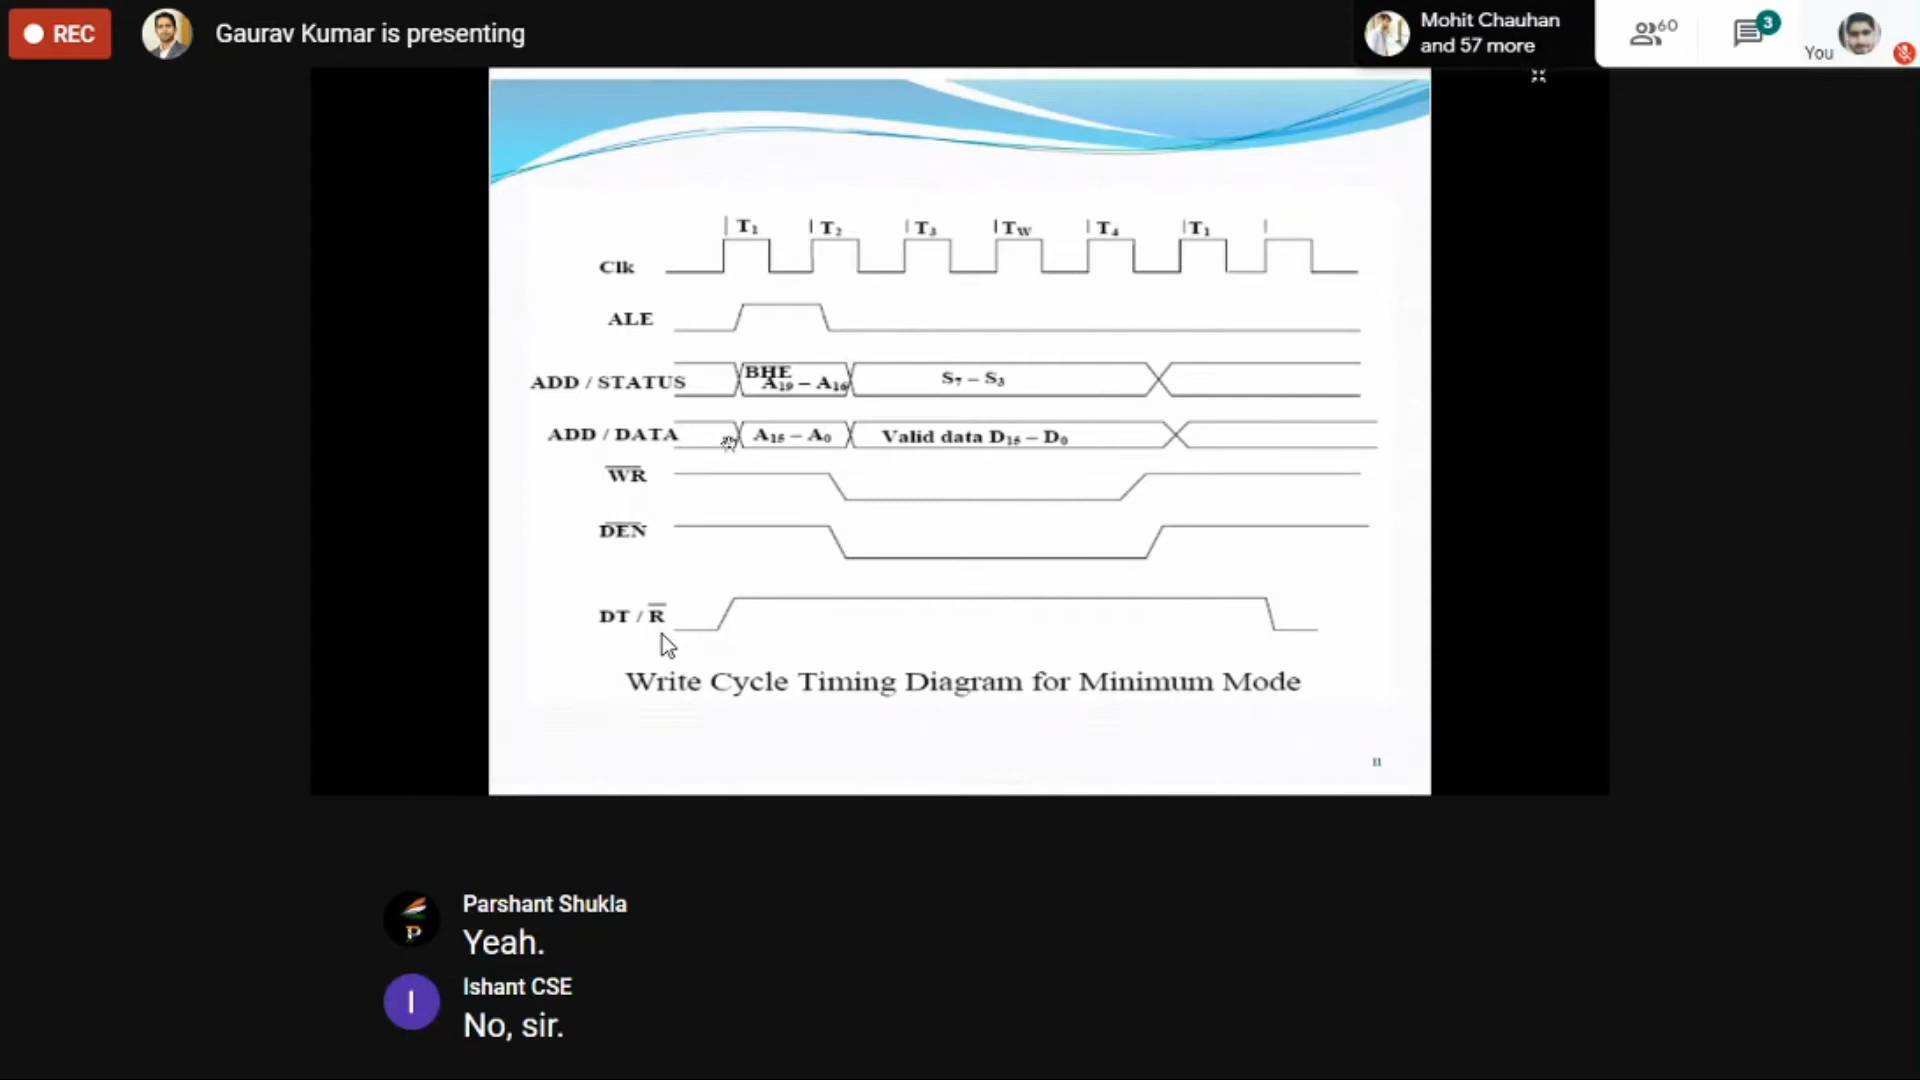 REC
Gaurav Kumar is presenting
Mohit Chauhan
and 57 more
60
3
You
T₁ T₂ T₃ Tw T₄ T₁
Clk
ALE
ADD / STATUS BHE A₁₉ – A₁₆ S₇ – S₃
ADD / DATA A₁₅ – A₀ Valid data D₁₅ – D₀
W̅R̅
D̅E̅N̅
DT / R̅
Write Cycle Timing Diagram for Minimum Mode
11
P
Parshant Shukla
Yeah.
I
Ishant CSE
No, sir.